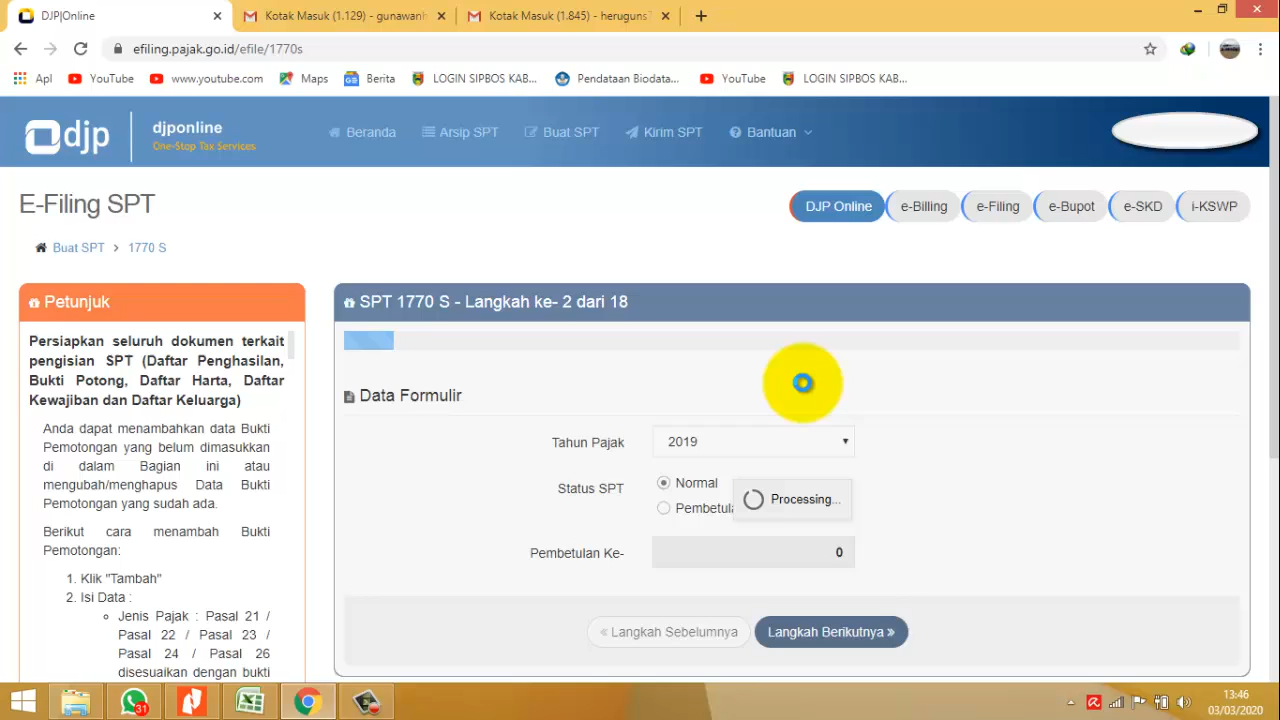 DJP|Online
Kotak Masuk (1.129) - gunawanh
Kotak Masuk (1.845) - heruguns
efiling.pajak.go.id/efile/1770s
Apl
YouTube
www.youtube.com
Maps
Berita
LOGIN SIPBOS KAB...
Pendataan Biodata...
YouTube
LOGIN SIPBOS KAB...
djp
djponline
One-Stop Tax Services
Beranda
Arsip SPT
Buat SPT
Kirim SPT
Bantuan
E-Filing SPT
DJP Online
e-Billing
e-Filing
e-Bupot
e-SKD
i-KSWP
Buat SPT > 1770 S
Petunjuk
Persiapkan seluruh dokumen terkait
pengisian SPT (Daftar Penghasilan,
Bukti Potong, Daftar Harta, Daftar
Kewajiban dan Daftar Keluarga)
Anda dapat menambahkan data Bukti
Pemotongan yang belum dimasukkan
di dalam Bagian ini atau
mengubah/menghapus Data Bukti
Pemotongan yang sudah ada.
Berikut cara menambah Bukti
Pemotongan:
1. Klik "Tambah"
2. Isi Data :
Jenis Pajak : Pasal 21 /
Pasal 22 / Pasal 23 /
Pasal 24 / Pasal 26
disesuaikan dengan bukti
SPT 1770 S - Langkah ke- 2 dari 18
Data Formulir
Tahun Pajak
2019
Status SPT
Normal
Pembetula
Processing...
Pembetulan Ke-
0
« Langkah Sebelumnya
Langkah Berikutnya »
31
13:46
03/03/2020